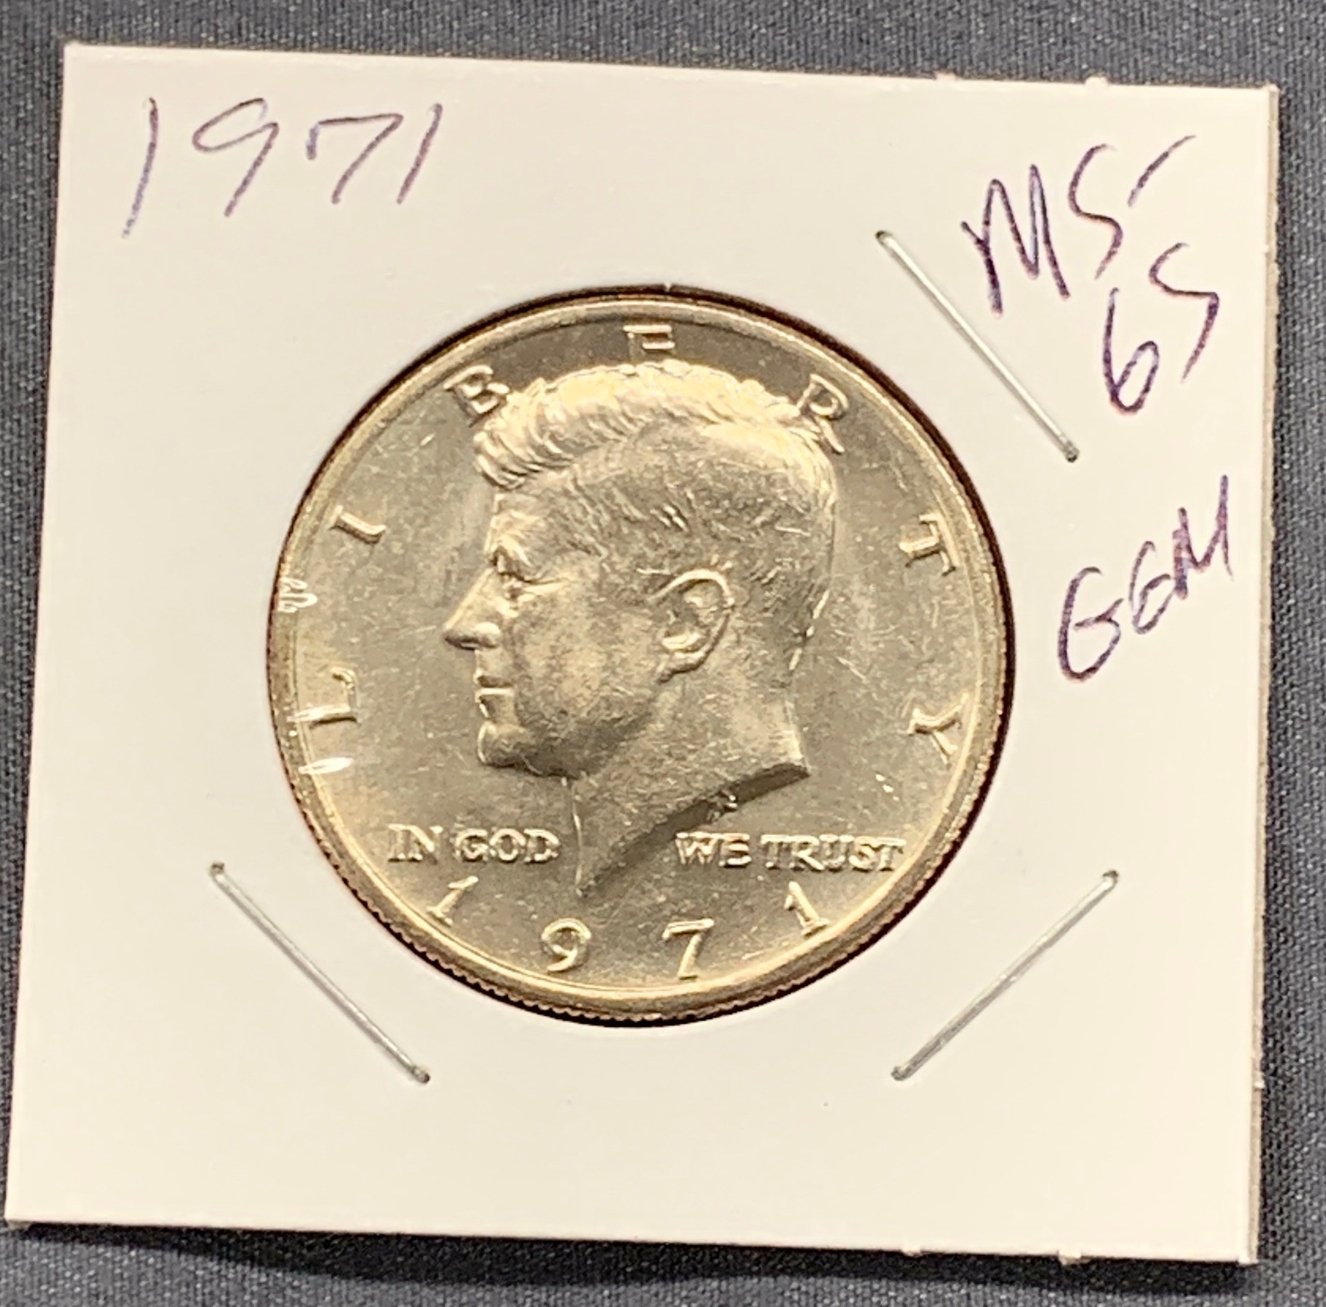 1971
MS-
65
GEM
LIBERTY
IN GOD WE TRUST
1971